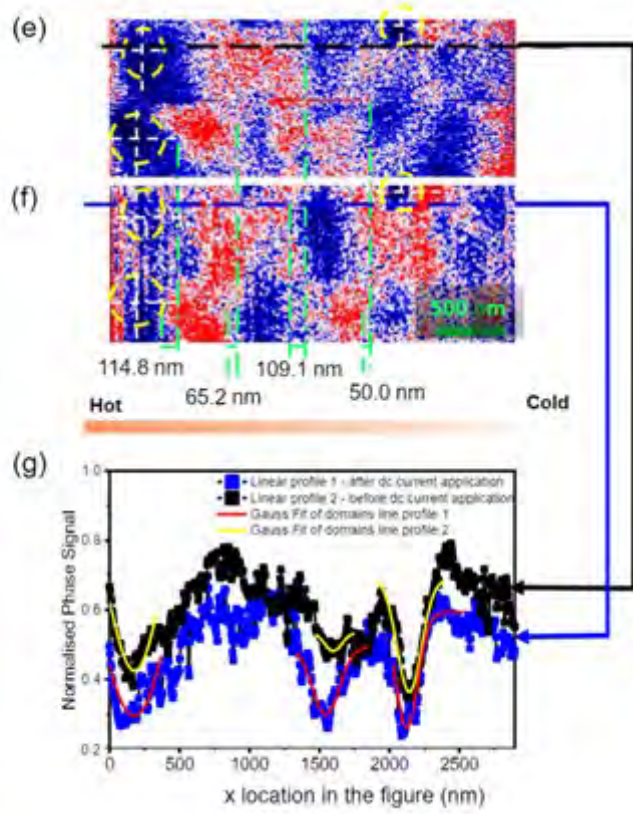 (e)
(f)
500 nm
114.8 nm
109.1 nm
65.2 nm
50.0 nm
Hot
Cold
(g)
1.0
0.8
0.6
0.4
0.2
Normalised Phase Signal
Linear profile 1 - after dc current application
Linear profile 2 - before dc current application
Gauss Fit of domains line profile 1
Gauss Fit of domains line profile 2
0 500 1000 1500 2000 2500
x location in the figure (nm)